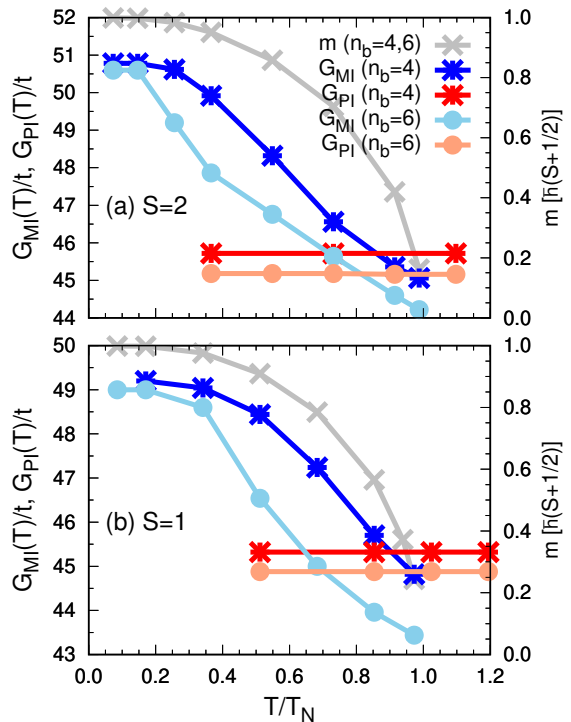 52
51
50
49
48
47
46
45
44
G_MI(T)/t, G_PI(T)/t
1.0
0.8
0.6
0.4
0.2
0.0
m [ħ(S+1/2)]
m (n_b=4,6)
G_MI (n_b=4)
G_PI (n_b=4)
G_MI (n_b=6)
G_PI (n_b=6)
(a) S=2
50
49
48
47
46
45
44
43
G_MI(T)/t, G_PI(T)/t
1.0
0.8
0.6
0.4
0.2
0.0
m [ħ(S+1/2)]
(b) S=1
0.0 0.2 0.4 0.6 0.8 1.0 1.2
T/T_N